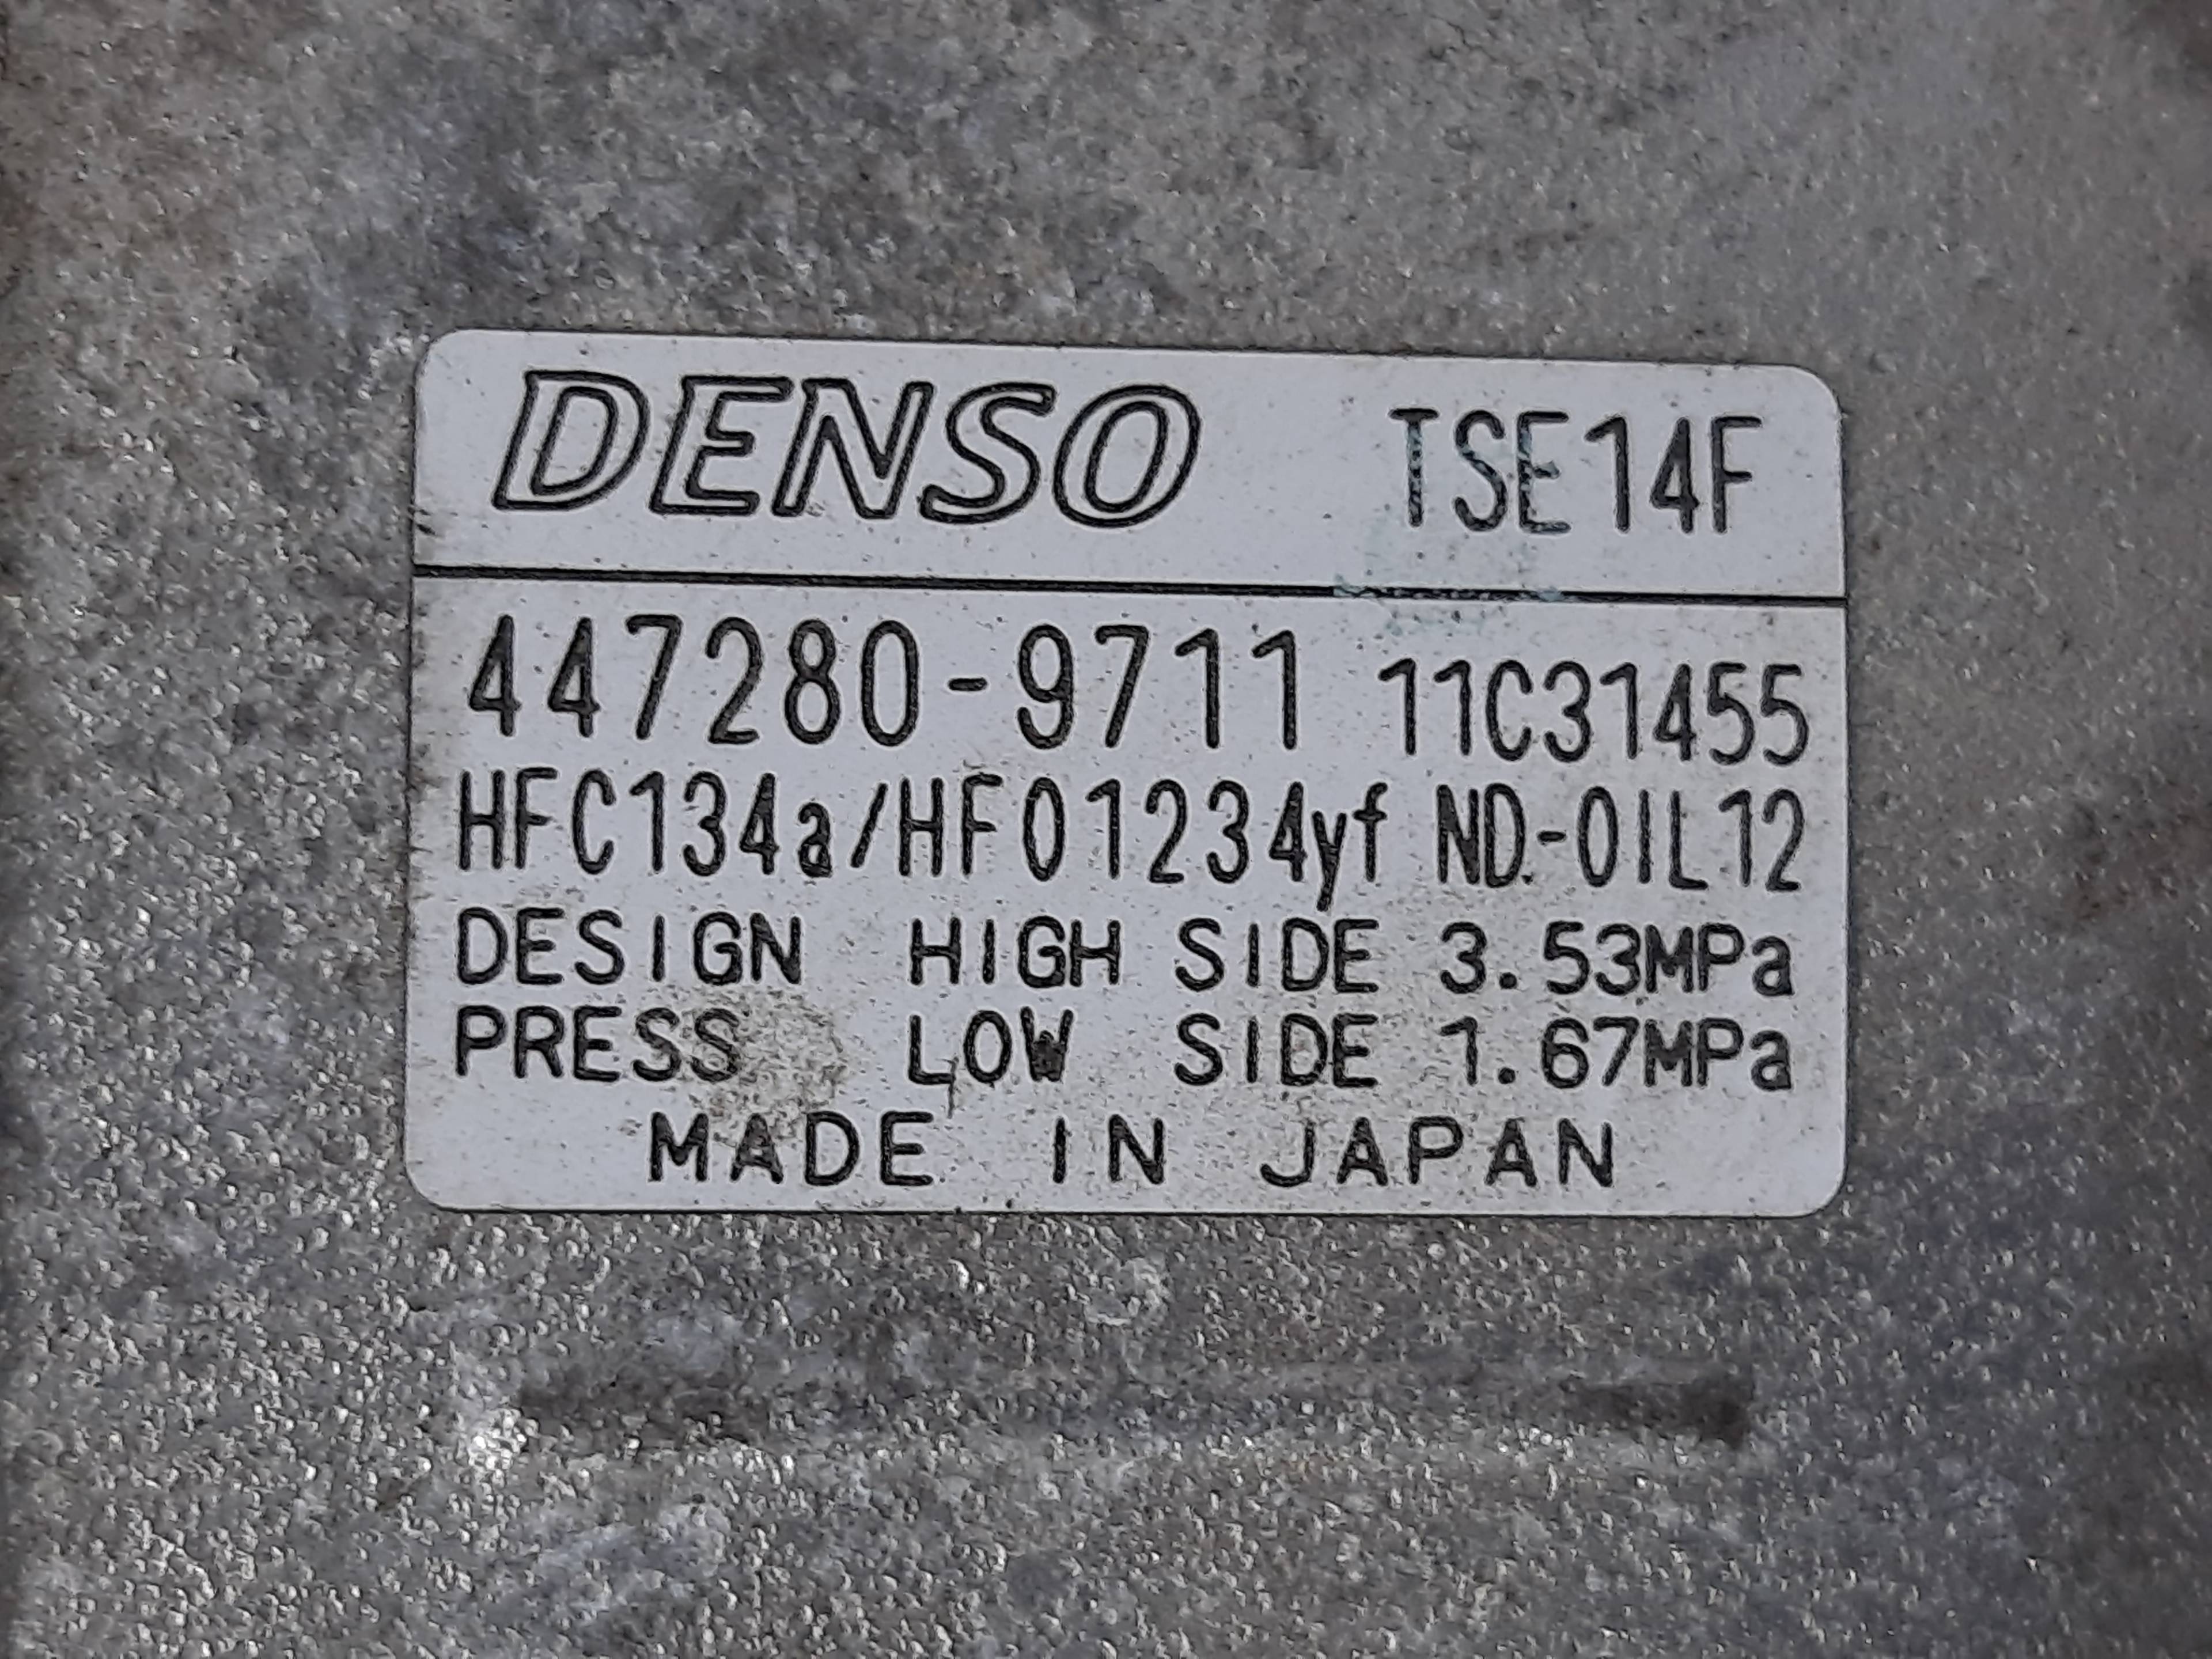 DENSO TSE14F
447280-9711 11C31455
HFC134a/HFO1234yf ND-OIL12
DESIGN HIGH SIDE 3.53MPa
PRESS LOW SIDE 1.67MPa
MADE IN JAPAN